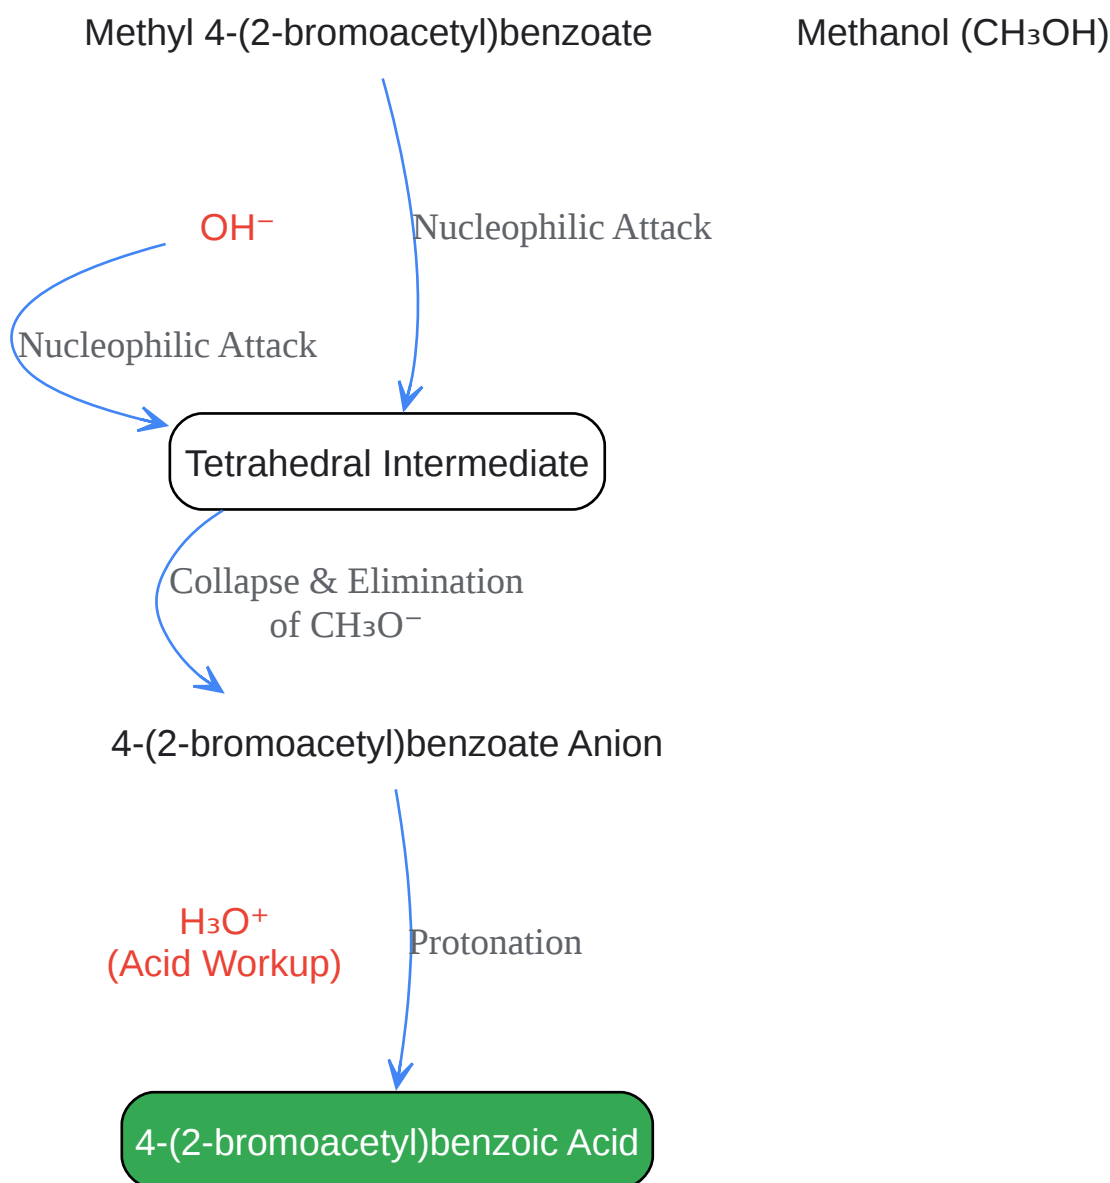 Methyl 4-(2-bromoacetyl)benzoate
Methanol (CH₃OH)
OH⁻
Nucleophilic Attack
Nucleophilic Attack
Tetrahedral Intermediate
Collapse & Elimination
of CH₃O⁻
4-(2-bromoacetyl)benzoate Anion
H₃O⁺
(Acid Workup)
Protonation
4-(2-bromoacetyl)benzoic Acid